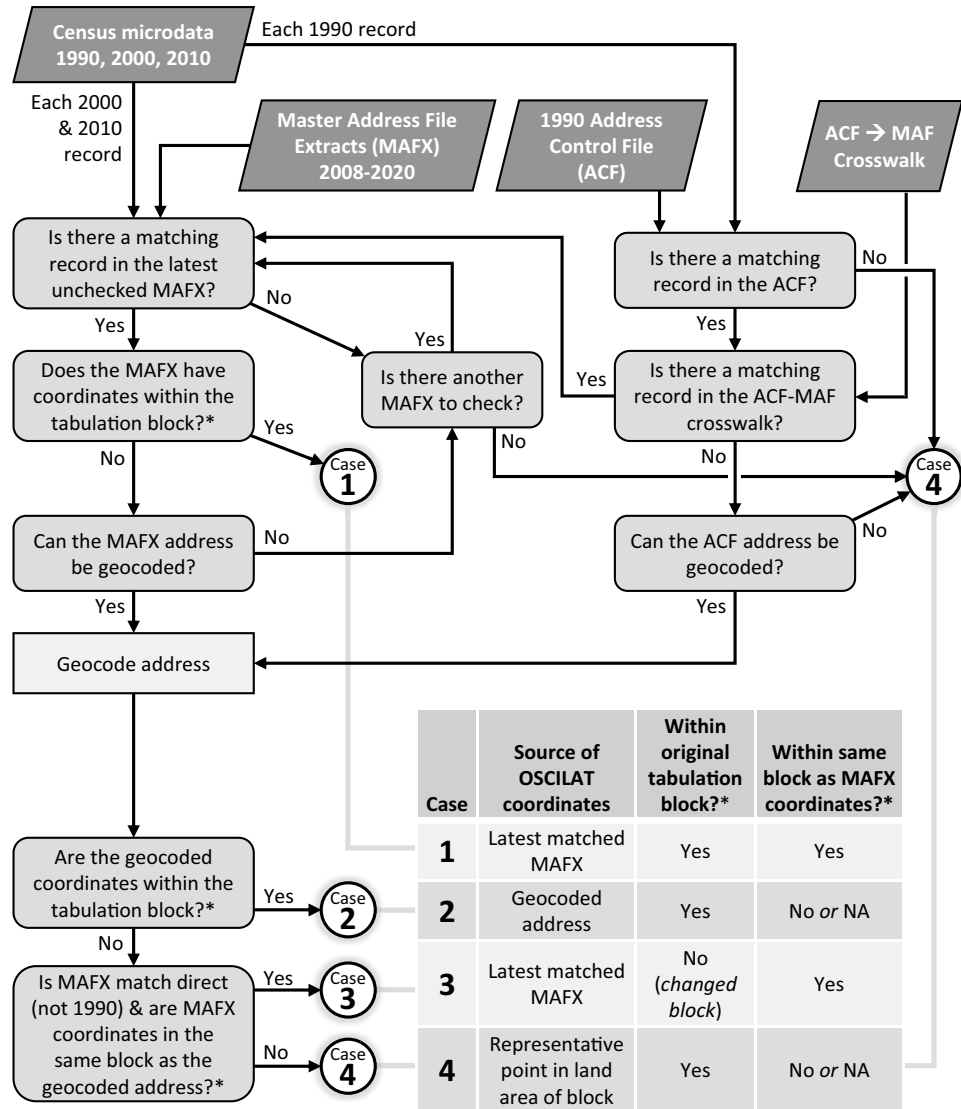 Census microdata
1990, 2000, 2010
Each 1990 record
Each 2000
& 2010
record
Master Address File
Extracts (MAFX)
2008-2020
1990 Address
Control File
(ACF)
ACF → MAF
Crosswalk
Is there a matching
record in the latest
unchecked MAFX?
No
Yes
Is there a matching
record in the ACF?
No
Yes
Does the MAFX have
coordinates within the
tabulation block?*
Yes
No
Is there another
MAFX to check?
Yes
No
Is there a matching
record in the ACF-MAF
crosswalk?
Yes
No
Case
1
Case
4
Can the MAFX address
be geocoded?
No
Yes
Can the ACF address be
geocoded?
No
Yes
Geocode address
Are the geocoded
coordinates within the
tabulation block?*
Yes
No
Case
2
Is MAFX match direct
(not 1990) & are MAFX
coordinates in the
same block as the
geocoded address?*
Yes
Case
3
No
Case
4
Case
Source of
OSCILAT
coordinates
Within
original
tabulation
block?*
Within same
block as MAFX
coordinates?*
1
Latest matched
MAFX
Yes
Yes
2
Geocoded
address
Yes
No or NA
3
Latest matched
MAFX
No
(changed
block)
Yes
4
Representative
point in land
area of block
Yes
No or NA